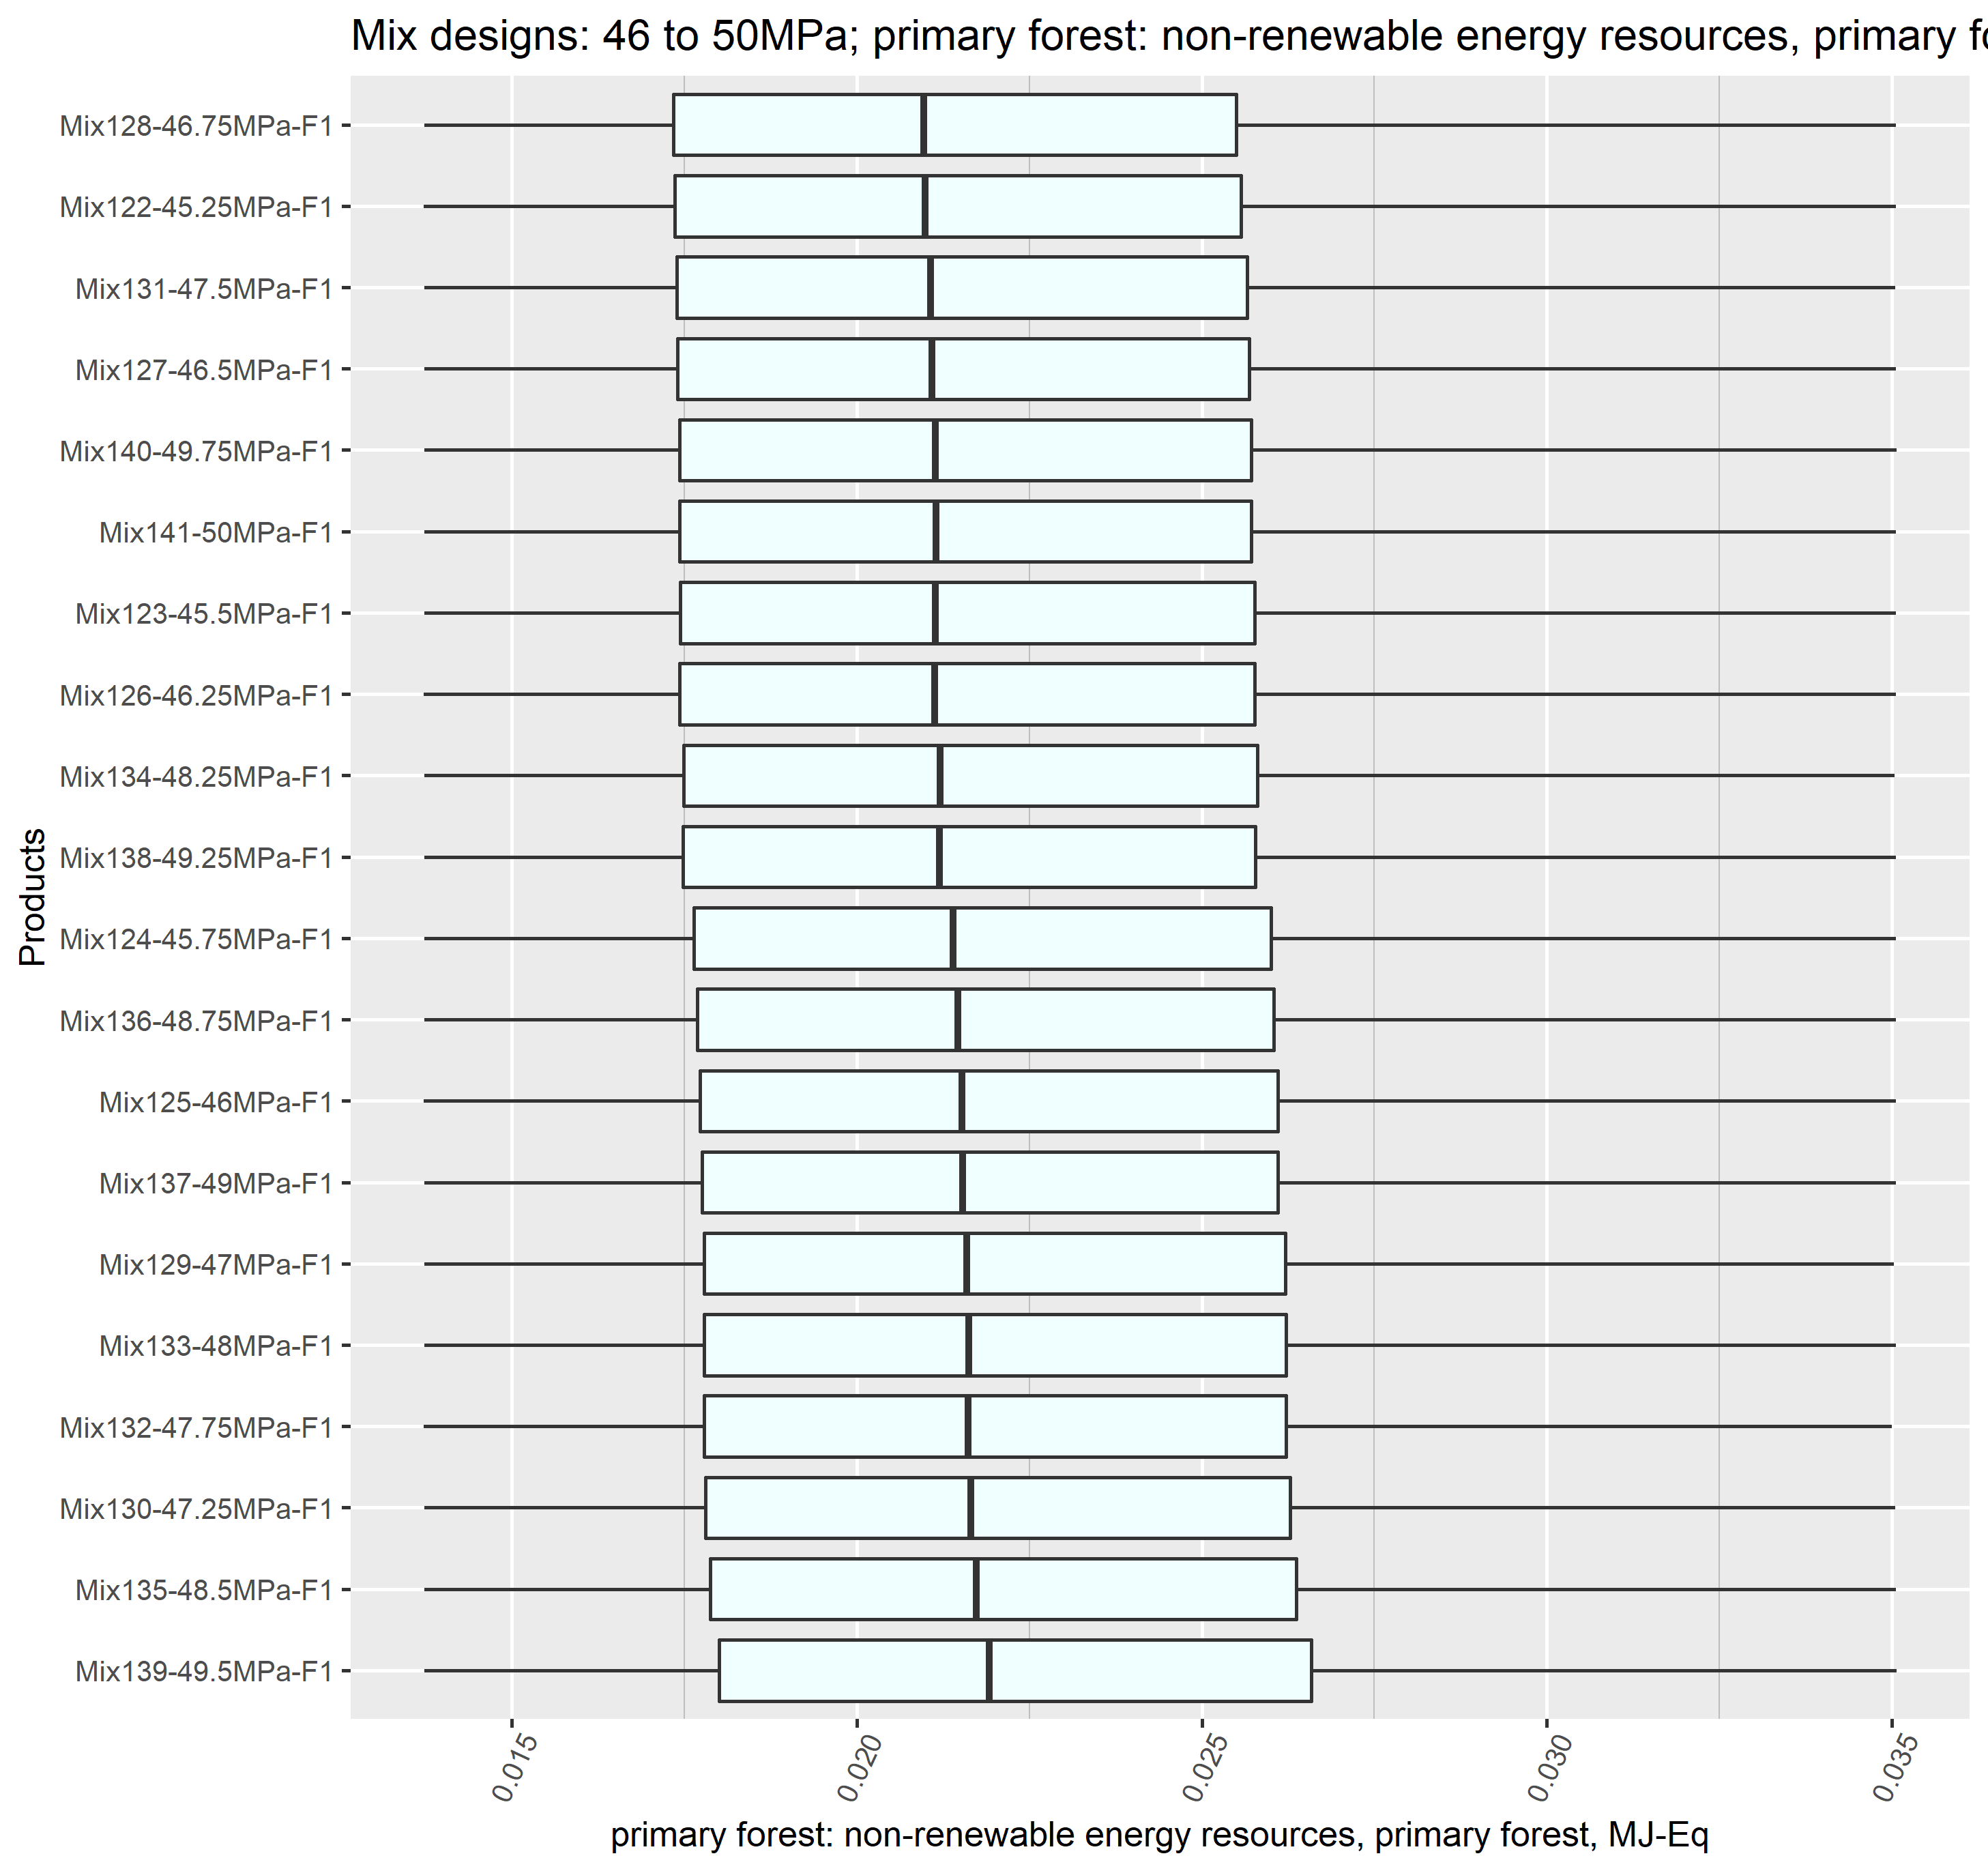 Mix designs: 46 to 50MPa; primary forest: non-renewable energy resources, primary fo
Mix128-46.75MPa-F1
Mix122-45.25MPa-F1
Mix131-47.5MPa-F1
Mix127-46.5MPa-F1
Mix140-49.75MPa-F1
Mix141-50MPa-F1
Mix123-45.5MPa-F1
Mix126-46.25MPa-F1
Mix134-48.25MPa-F1
Mix138-49.25MPa-F1
Mix124-45.75MPa-F1
Mix136-48.75MPa-F1
Mix125-46MPa-F1
Mix137-49MPa-F1
Mix129-47MPa-F1
Mix133-48MPa-F1
Mix132-47.75MPa-F1
Mix130-47.25MPa-F1
Mix135-48.5MPa-F1
Mix139-49.5MPa-F1
Products
0.015
0.020
0.025
0.030
0.035
primary forest: non-renewable energy resources, primary forest, MJ-Eq